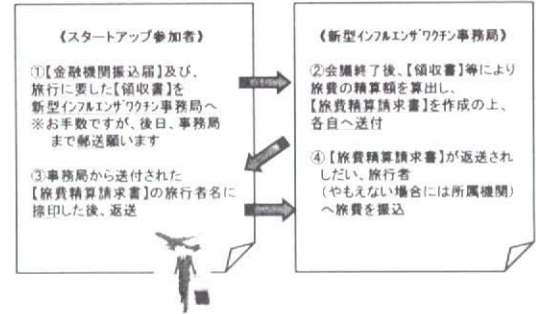 《スタートアップ参加者》
①【金融機関振込届】及び、
旅行に要した【領収書】を
新型インフルエンザワクチン事務局へ
※お手数ですが、後日、事務局
まで郵送願います
③事務局から送付された
【旅費精算請求書】の旅行者名に
捺印した後、返送
《新型インフルエンザワクチン事務局》
②会議終了後、【領収書】等により
旅費の精算額を算出し、
【旅費精算請求書】を作成の上、
各自へ送付
④【旅費精算請求書】が返送され
しだい、旅行者
(やもえない場合には所属機関)
へ旅費を振込